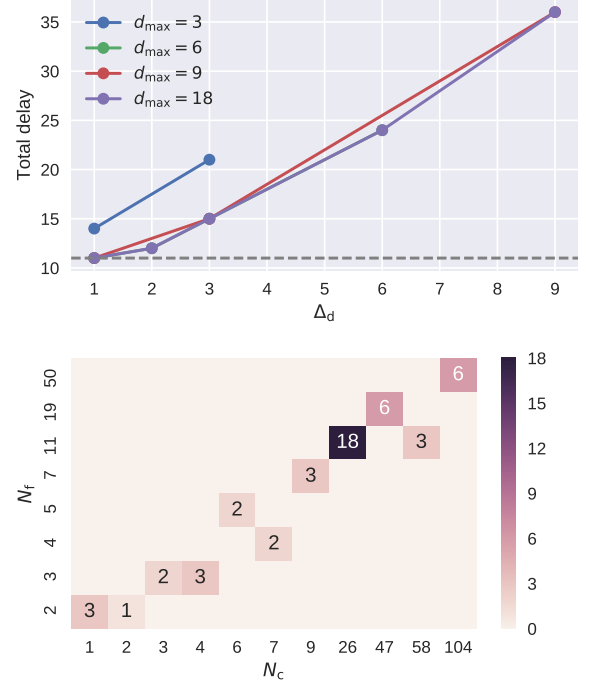 35
30
25
20
15
10
Total delay
d_max = 3
d_max = 6
d_max = 9
d_max = 18
1 2 3 4 5 6 7 8 9
Δ_d
50
19
11
7
5
4
3
2
N_f
6
6
18 3
3
2
2
2 3
3 1
1 2 3 4 6 7 9 26 47 58 104
N_c
18
15
12
9
6
3
0